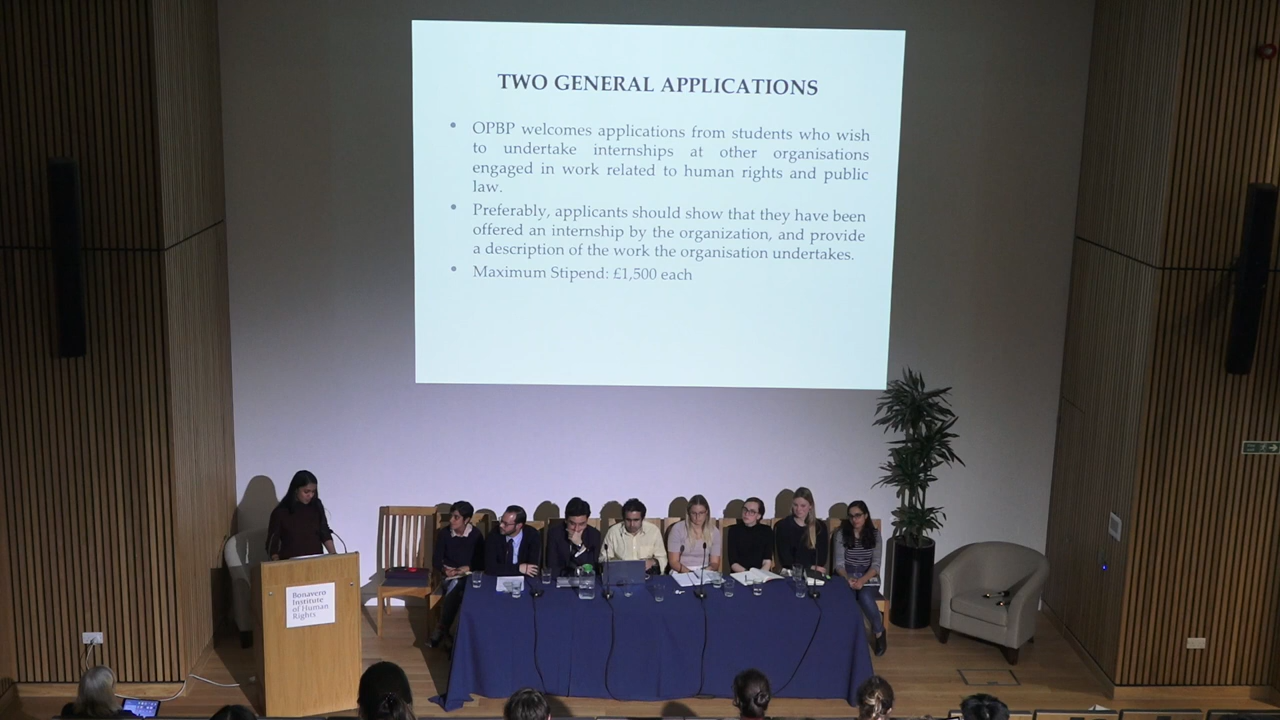 TWO GENERAL APPLICATIONS
• OPBP welcomes applications from students who wish
to undertake internships at other organisations
engaged in work related to human rights and public
law.
• Preferably, applicants should show that they have been
offered an internship by the organization, and provide
a description of the work the organisation undertakes.
• Maximum Stipend: £1,500 each
Bonavero
Institute
of Human
Rights